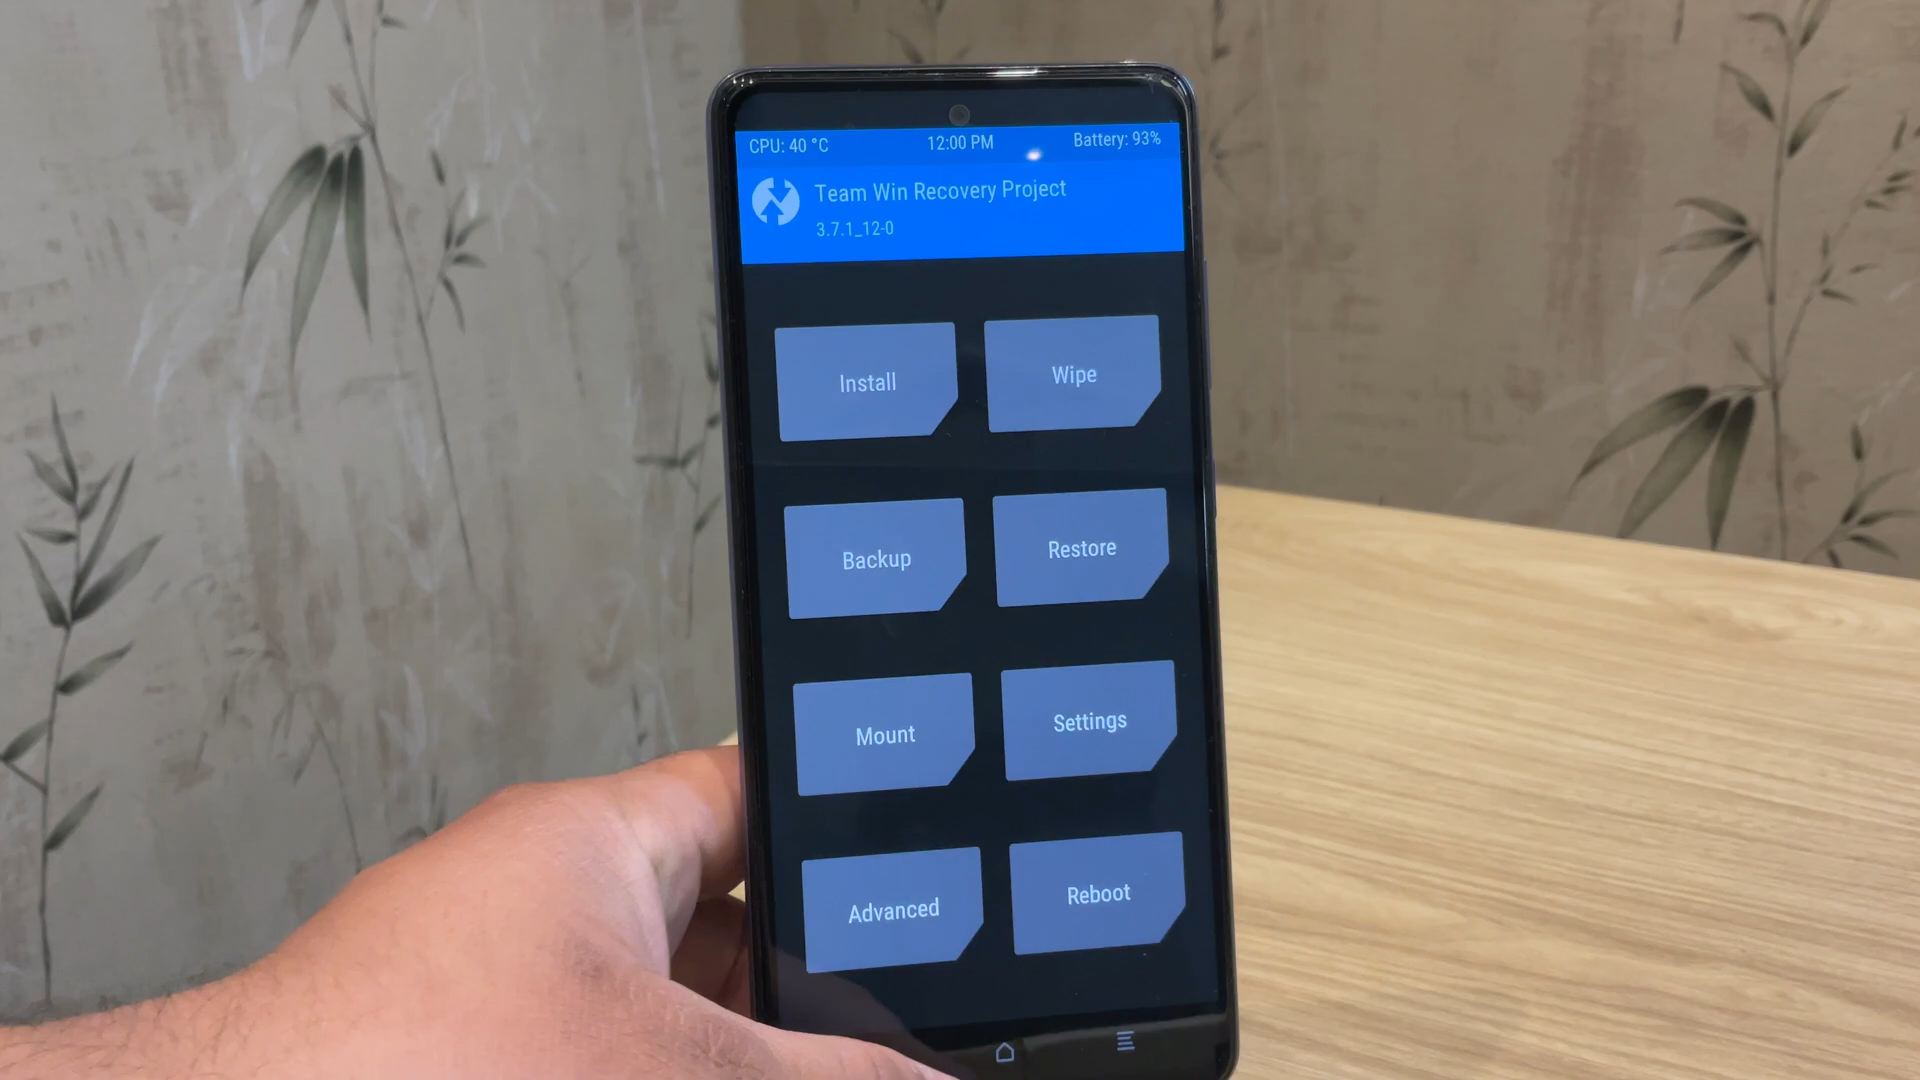 CPU: 40 °C 12:00 PM Battery: 93%
Team Win Recovery Project
3.7.1_12-0
Install Wipe
Backup Restore
Mount Settings
Advanced Reboot